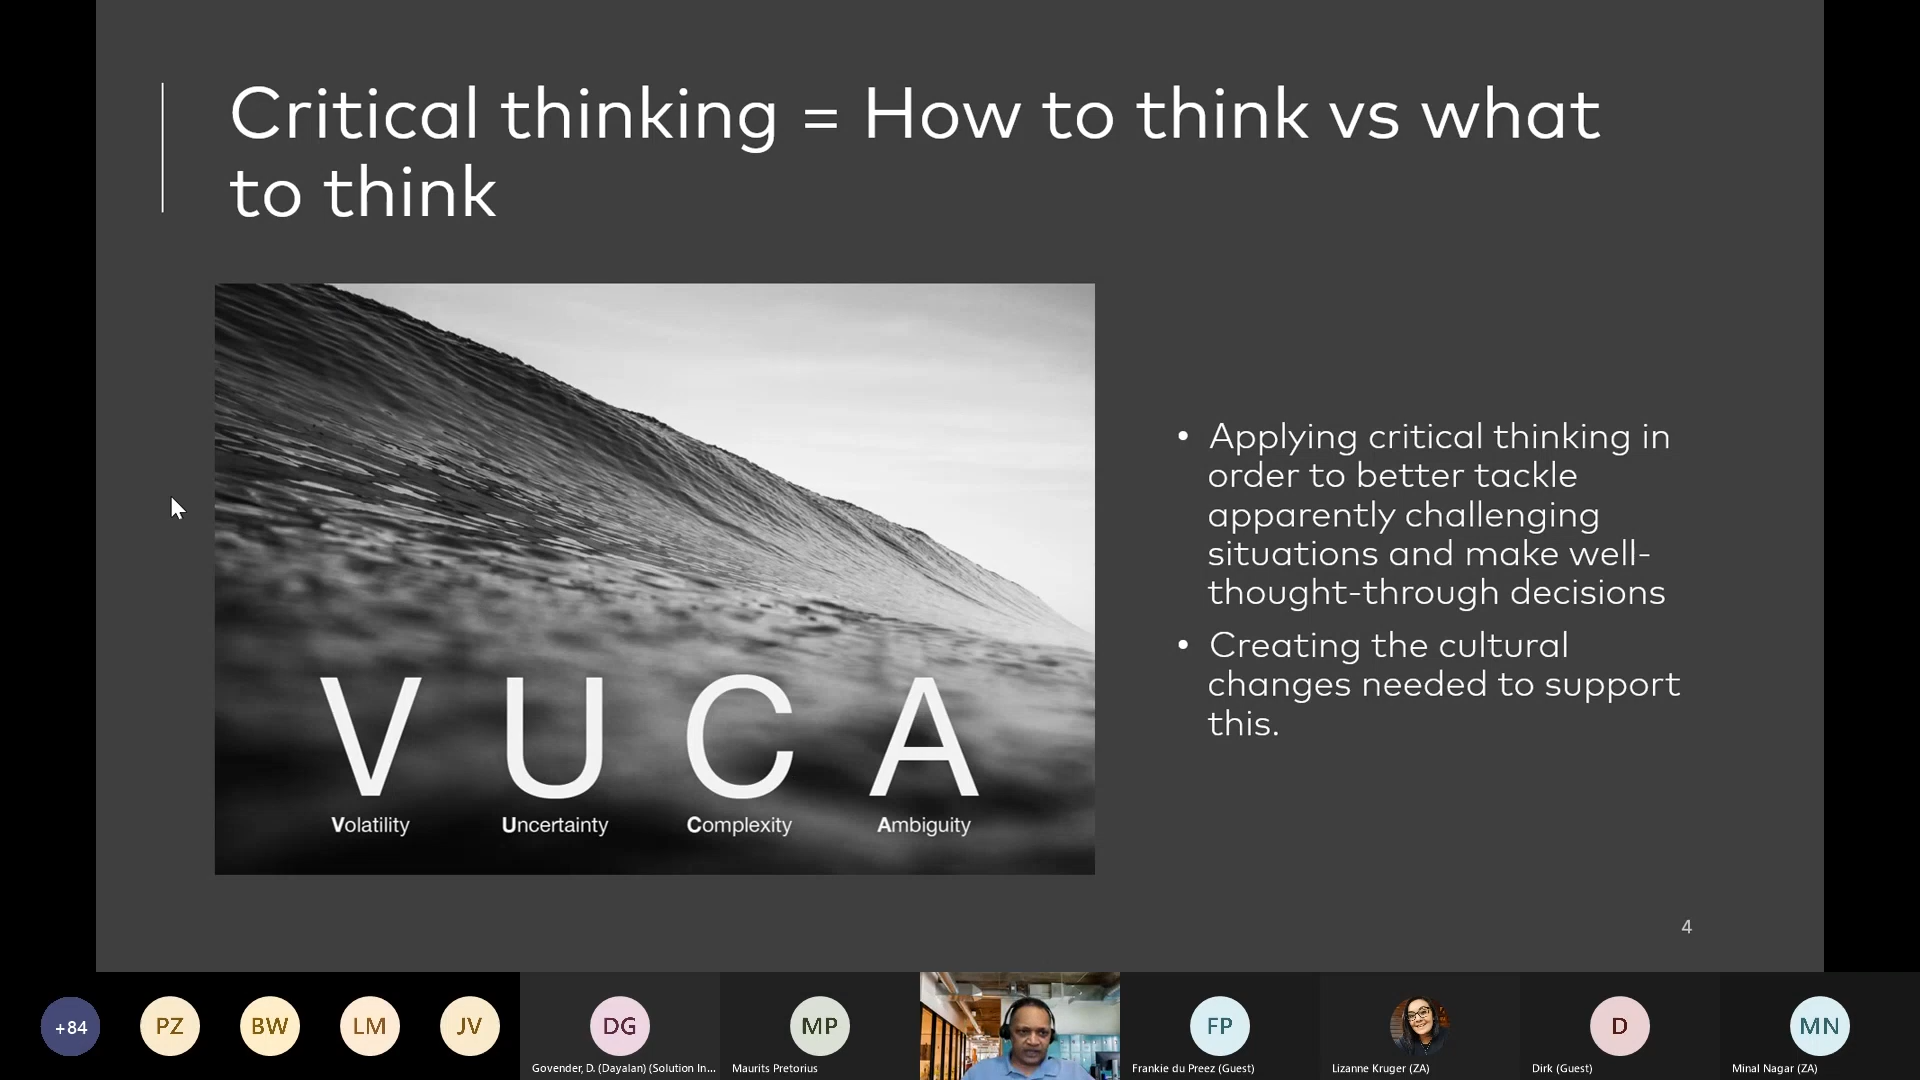 Critical thinking = How to think vs what
to think
V U C A
Volatility Uncertainty Complexity Ambiguity
• Applying critical thinking in
order to better tackle
apparently challenging
situations and make well-
thought-through decisions
• Creating the cultural
changes needed to support
this.
4
+84 PZ BW LM JV DG MP FP D MN
Govender, D. (Dayalan) (Solution In... Maurits Pretorius Frankie du Preez (Guest) Lizanne Kruger (ZA) Dirk (Guest) Minal Nagar (ZA)